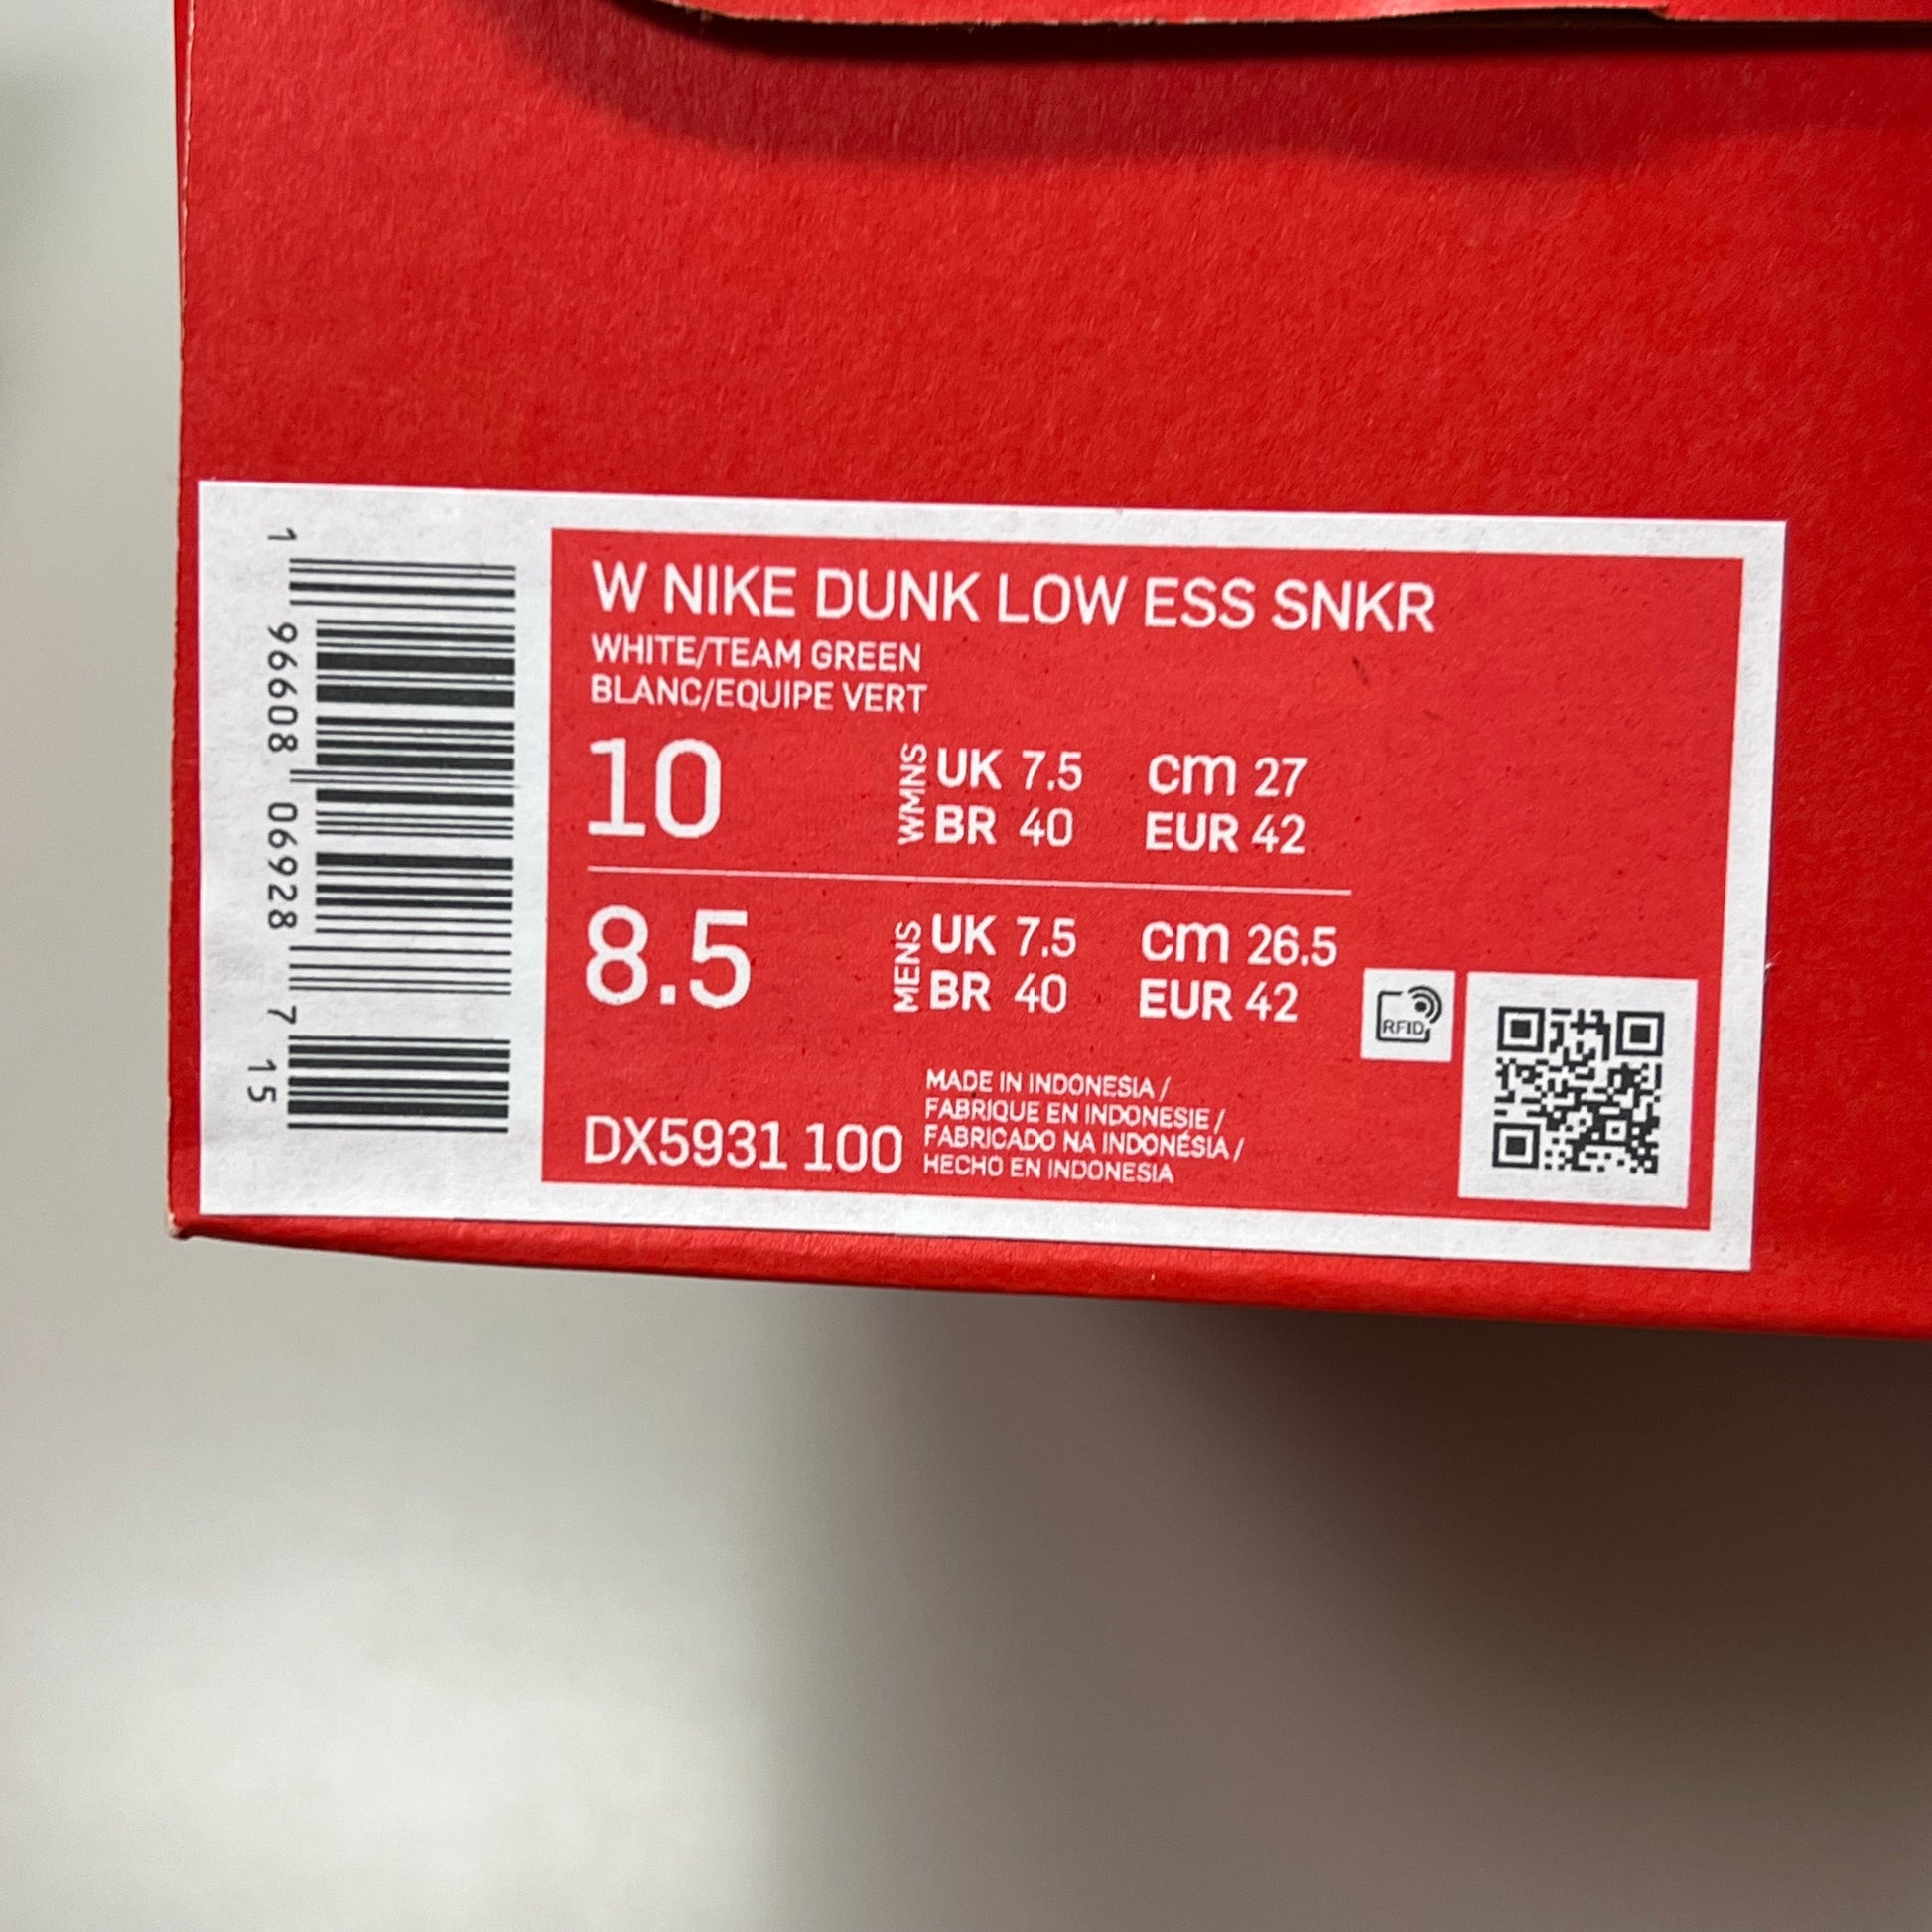 1 96608 06928 7 15
W NIKE DUNK LOW ESS SNKR
WHITE/TEAM GREEN
BLANC/EQUIPE VERT
10 WMNS UK 7.5 cm 27
BR 40 EUR 42
8.5 MENS UK 7.5 cm 26.5
BR 40 EUR 42
RFID
DX5931 100
MADE IN INDONESIA /
FABRIQUE EN INDONESIE /
FABRICADO NA INDONÉSIA /
HECHO EN INDONESIA